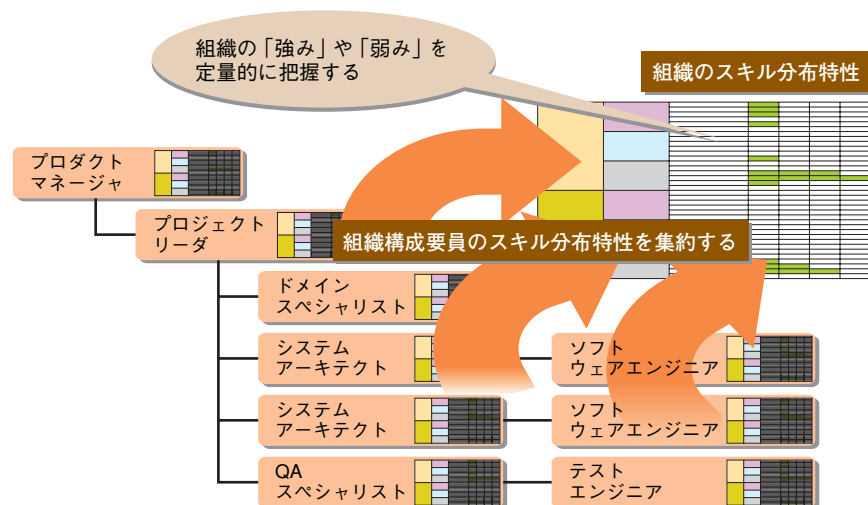 組織の「強み」や「弱み」を
定量的に把握する
組織のスキル分布特性
プロダクト
マネージャ
プロジェクト
リーダ
組織構成要員のスキル分布特性を集約する
ドメイン
スペシャリスト
システム
アーキテクト
ソフト
ウェアエンジニア
システム
アーキテクト
ソフト
ウェアエンジニア
QA
スペシャリスト
テスト
エンジニア